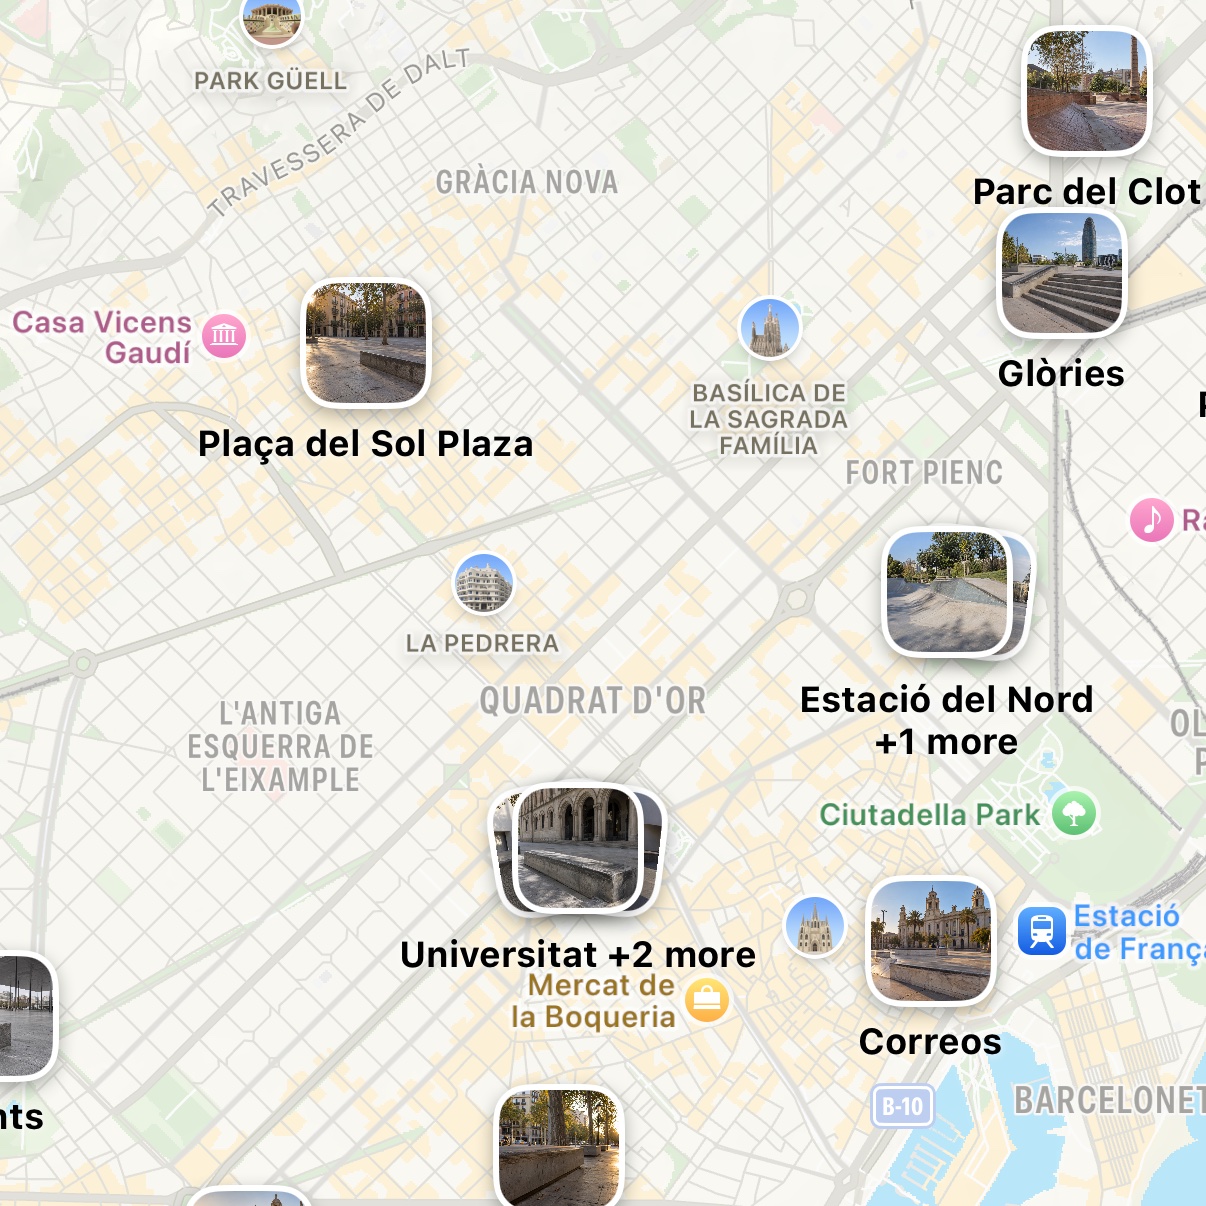 PARK GÜELL
TRAVESSERA DE DALT
GRÀCIA NOVA
Parc del Clot
Casa Vicens
Gaudí
Glòries
BASÍLICA DE
LA SAGRADA
FAMÍLIA
Plaça del Sol Plaza
FORT PIENC
LA PEDRERA
QUADRAT D'OR
Estació del Nord
+1 more
L'ANTIGA
ESQUERRA DE
L'EIXAMPLE
Ciutadella Park
Universitat +2 more
Estació
de Franç
Mercat de
la Boqueria
Correos
B-10
BARCELONET